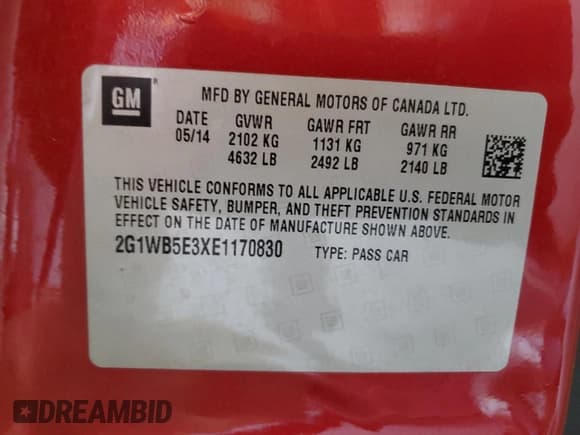 GM
MFD BY GENERAL MOTORS OF CANADA LTD.
DATE GVWR GAWR FRT GAWR RR
05/14 2102 KG 1131 KG 971 KG
4632 LB 2492 LB 2140 LB
THIS VEHICLE CONFORMS TO ALL APPLICABLE U.S. FEDERAL MOTOR
VEHICLE SAFETY, BUMPER, AND THEFT PREVENTION STANDARDS IN
EFFECT ON THE DATE OF MANUFACTURE SHOWN ABOVE.
2G1WB5E3XE1170830 TYPE: PASS CAR
DREAMBID